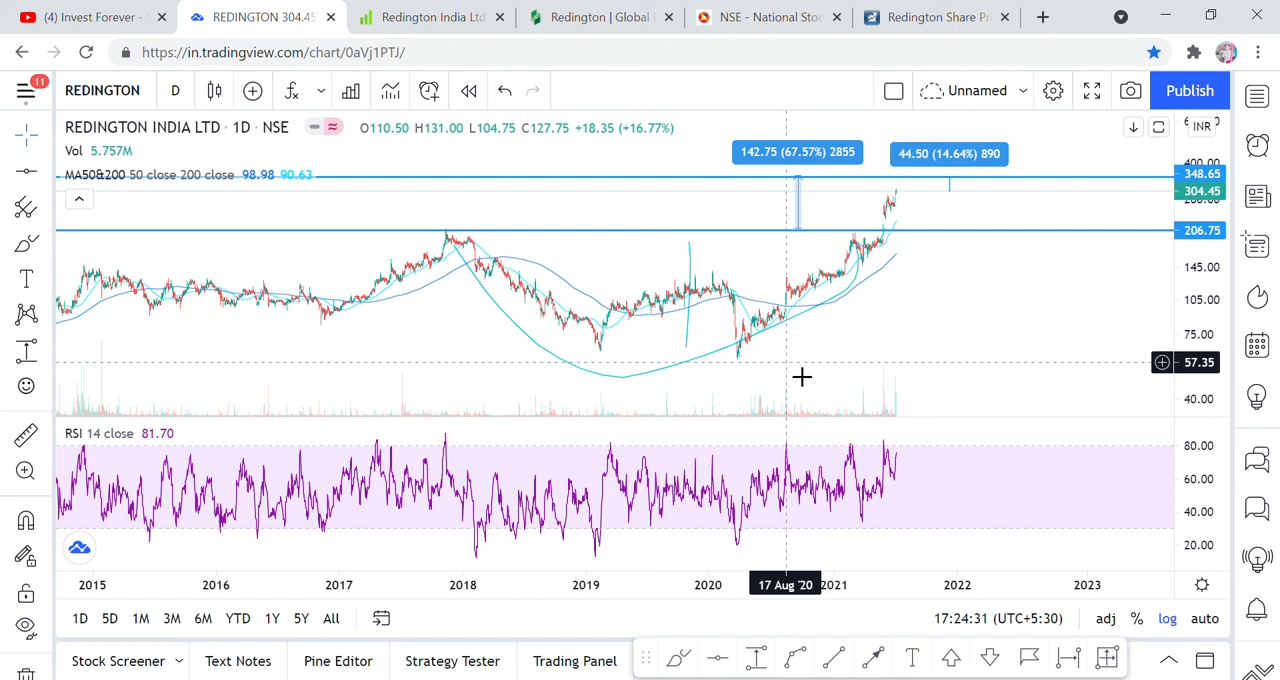 (4) Invest Forever -
REDINGTON 304.45
Redington India Ltd
Redington | Global
NSE - National Stoc
Redington Share Pr
https://in.tradingview.com/chart/0aVj1PTJ/
11
REDINGTON
D
Unnamed
Publish
REDINGTON INDIA LTD · 1D · NSE
O110.50 H131.00 L104.75 C127.75 +18.35 (+16.77%)
INR
Vol 5.757M
142.75 (67.57%) 2855
44.50 (14.64%) 890
400.00
MA50&200 50 close 200 close 98.98 90.63
348.65
304.45
206.75
145.00
105.00
75.00
57.35
40.00
RSI 14 close 81.70
80.00
60.00
40.00
20.00
2015 2016 2017 2018 2019 2020 17 Aug '20 2021 2022 2023
1D 5D 1M 3M 6M YTD 1Y 5Y All
17:24:31 (UTC+5:30)
adj % log auto
Stock Screener
Text Notes
Pine Editor
Strategy Tester
Trading Panel